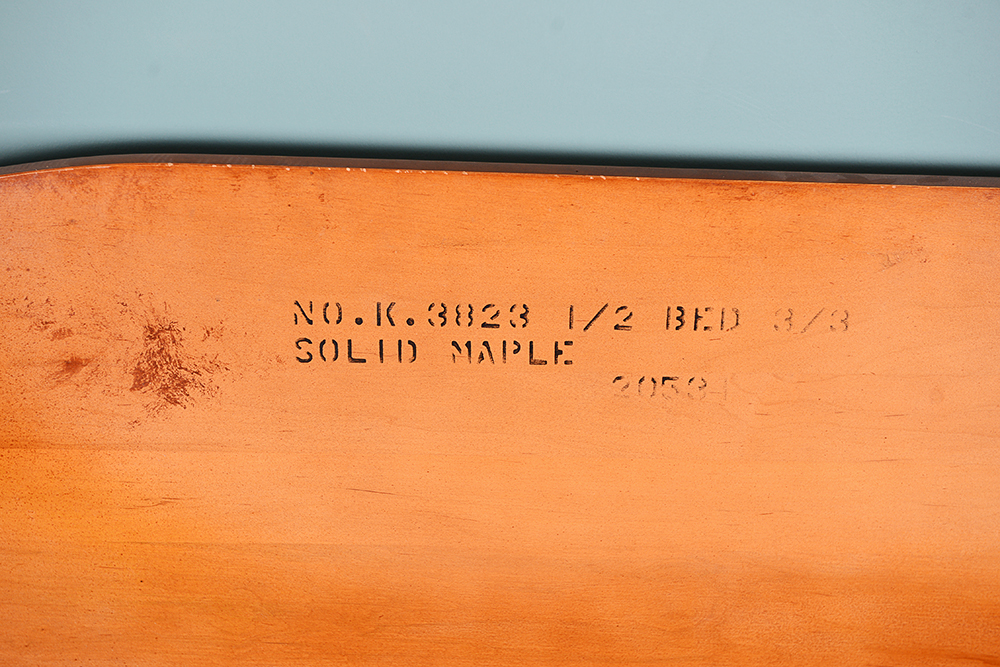 NO.K.3823 1/2 BED 3/3
SOLID MAPLE